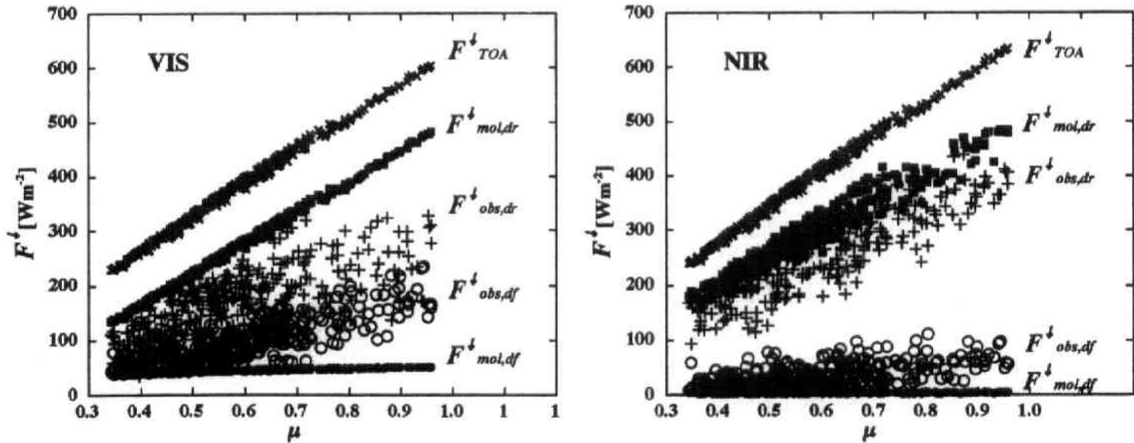 VIS
F↓ [Wm-2]
700
600
500
400
300
200
100
0
0.3 0.4 0.5 0.6 0.7 0.8 0.9 1.0 1 1
μ
F↓TOA
F↓mol,dr
F↓obs,dr
F↓obs,df
F↓mol,df
NIR
F↓ [Wm-2]
700
600
500
400
300
200
100
0
0.3 0.4 0.5 0.6 0.7 0.8 0.9 1.0
μ
F↓TOA
F↓mol,dr
F↓obs,dr
F↓obs,df
F↓mol,df